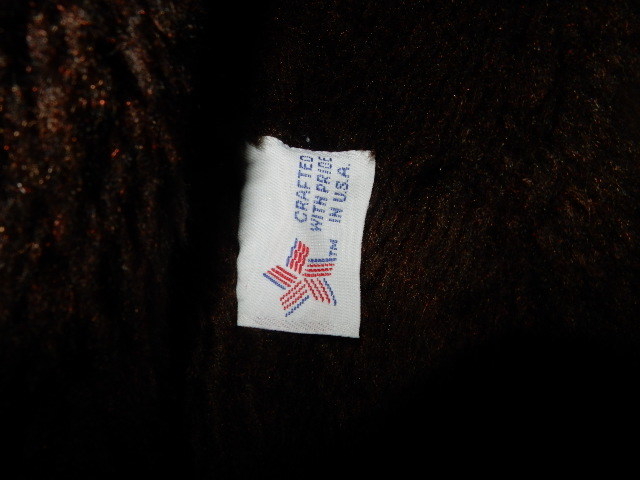 CRAFTED
WITH PRIDE
IN U.S.A.
TM